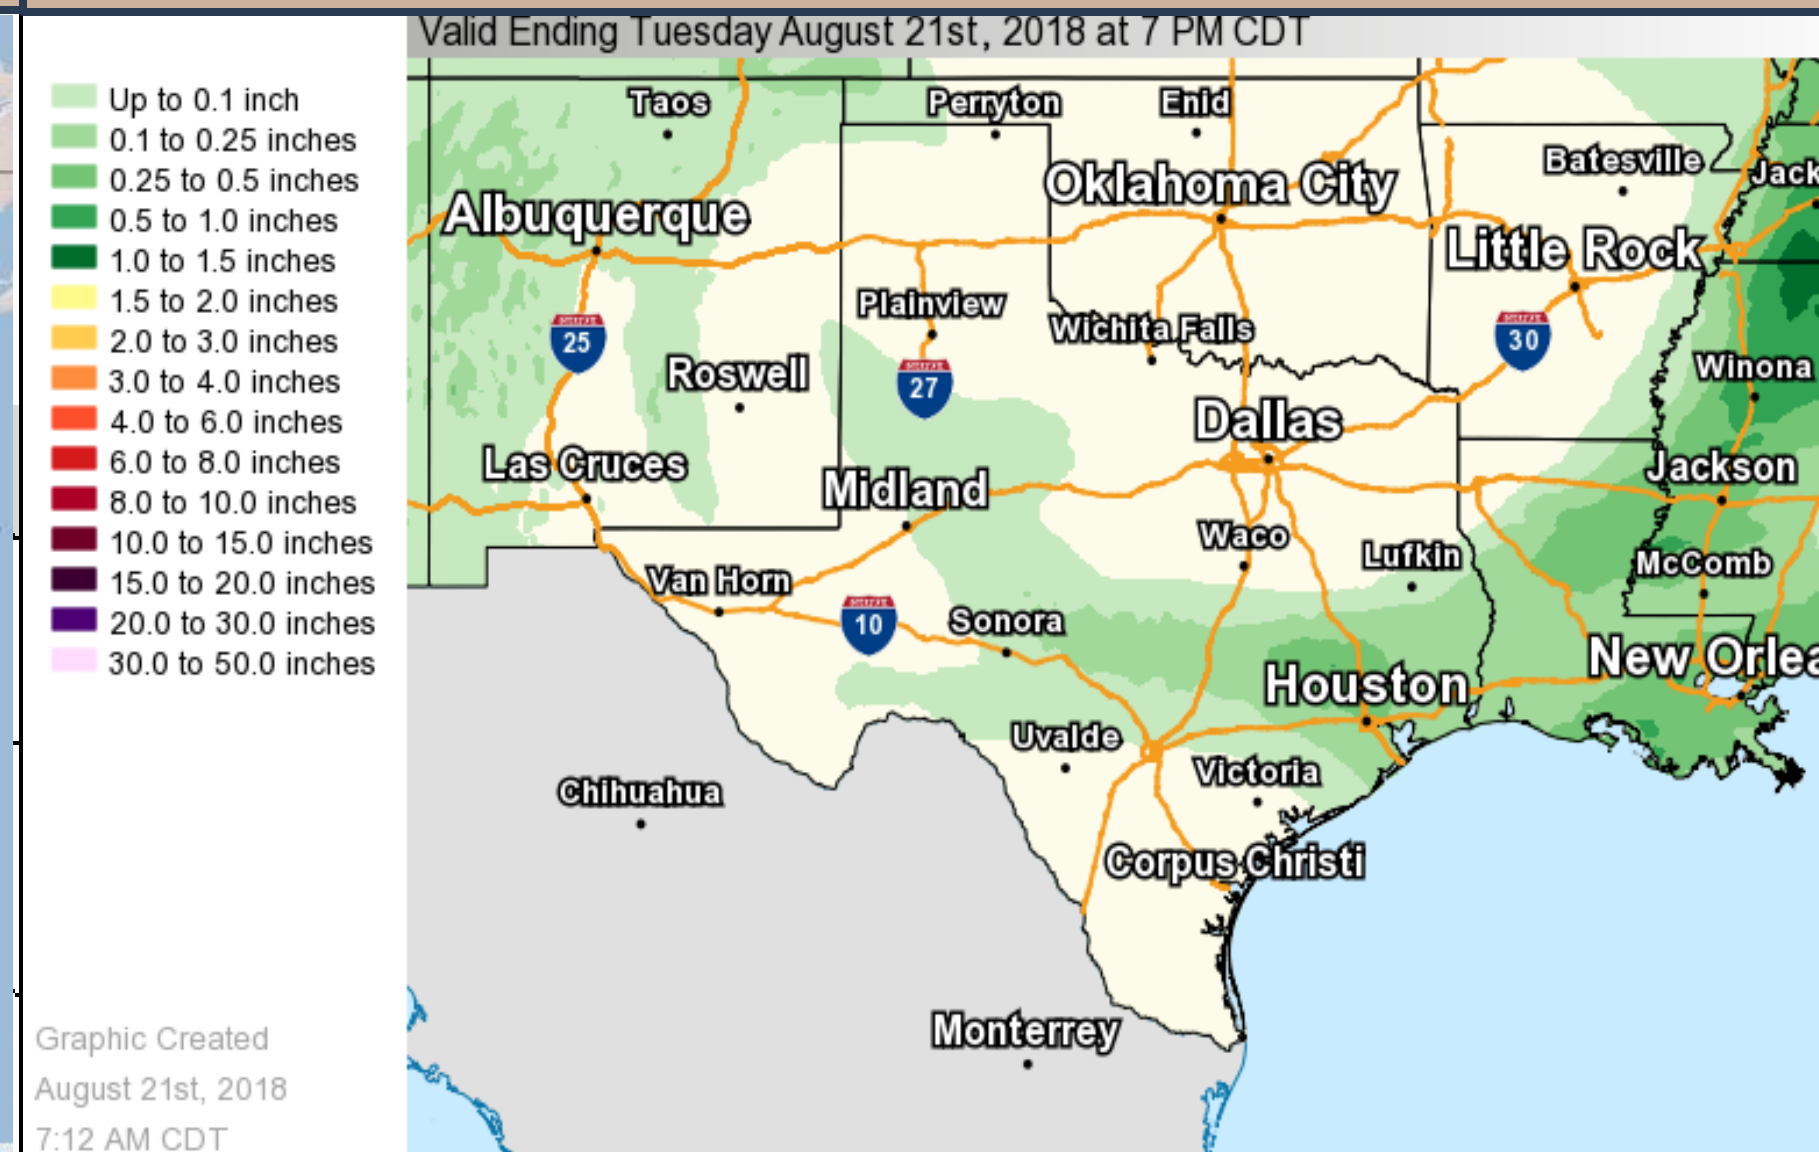 Valid Ending Tuesday August 21st, 2018 at 7 PM CDT
Up to 0.1 inch
0.1 to 0.25 inches
0.25 to 0.5 inches
0.5 to 1.0 inches
1.0 to 1.5 inches
1.5 to 2.0 inches
2.0 to 3.0 inches
3.0 to 4.0 inches
4.0 to 6.0 inches
6.0 to 8.0 inches
8.0 to 10.0 inches
10.0 to 15.0 inches
15.0 to 20.0 inches
20.0 to 30.0 inches
30.0 to 50.0 inches
Graphic Created
August 21st, 2018
7:12 AM CDT
Taos
Perryton
Enid
Batesville
Jack
Oklahoma City
Albuquerque
Little Rock
Plainview
Wichita Falls
25
30
Roswell
27
Winona
Dallas
Las Cruces
Midland
Jackson
Waco
Lufkin
McComb
Van Horn
10
Sonora
Houston
New Orlea
Uvalde
Victoria
Chihuahua
Corpus Christi
Monterrey